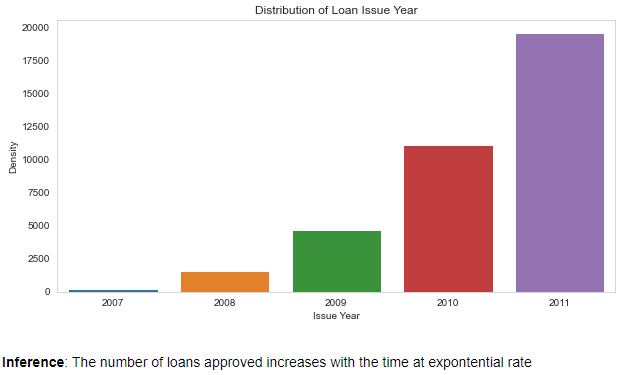 Distribution of Loan Issue Year
20000
17500
15000
12500
10000
7500
5000
2500
0
Density
2007 2008 2009 2010 2011
Issue Year
Inference: The number of loans approved increases with the time at expontential rate